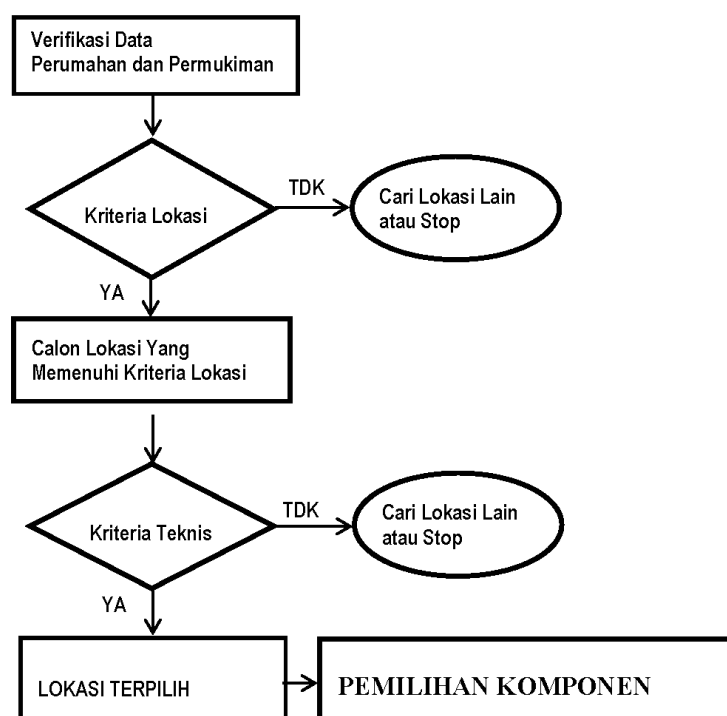 Verifikasi Data
Perumahan dan Permukiman
Kriteria Lokasi
TDK
Cari Lokasi Lain
atau Stop
YA
Calon Lokasi Yang
Memenuhi Kriteria Lokasi
Kriteria Teknis
TDK
Cari Lokasi Lain
atau Stop
YA
LOKASI TERPILIH
PEMILIHAN KOMPONEN